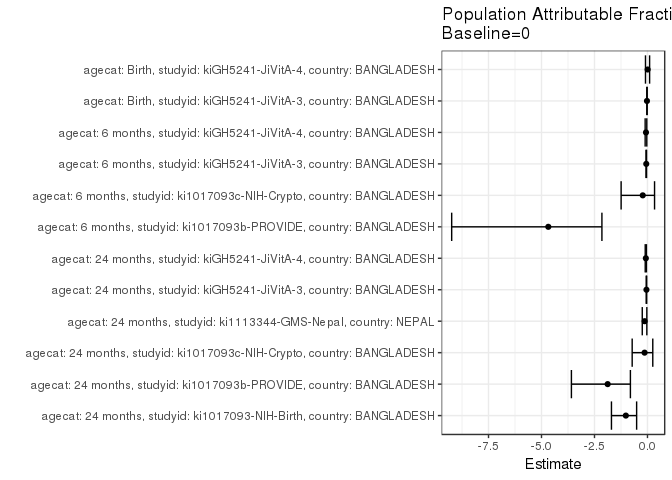 Population Attributable Fracti
Baseline=0
agecat: Birth, studyid: kiGH5241-JiVitA-4, country: BANGLADESH
agecat: Birth, studyid: kiGH5241-JiVitA-3, country: BANGLADESH
agecat: 6 months, studyid: kiGH5241-JiVitA-4, country: BANGLADESH
agecat: 6 months, studyid: kiGH5241-JiVitA-3, country: BANGLADESH
agecat: 6 months, studyid: ki1017093c-NIH-Crypto, country: BANGLADESH
agecat: 6 months, studyid: ki1017093b-PROVIDE, country: BANGLADESH
agecat: 24 months, studyid: kiGH5241-JiVitA-4, country: BANGLADESH
agecat: 24 months, studyid: kiGH5241-JiVitA-3, country: BANGLADESH
agecat: 24 months, studyid: ki1113344-GMS-Nepal, country: NEPAL
agecat: 24 months, studyid: ki1017093c-NIH-Crypto, country: BANGLADESH
agecat: 24 months, studyid: ki1017093b-PROVIDE, country: BANGLADESH
agecat: 24 months, studyid: ki1017093-NIH-Birth, country: BANGLADESH
-7.5 -5.0 -2.5 0.0
Estimate